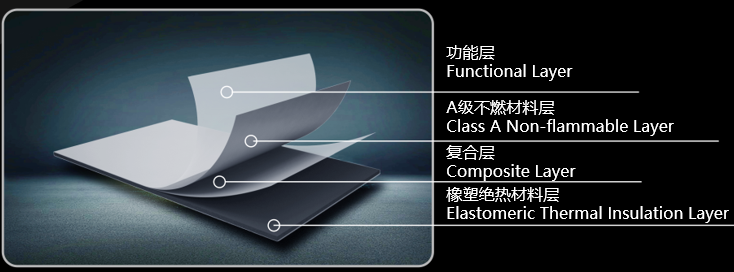 功能层
Functional Layer
A级不燃材料层
Class A Non-flammable Layer
复合层
Composite Layer
橡塑绝热材料层
Elastomeric Thermal Insulation Layer